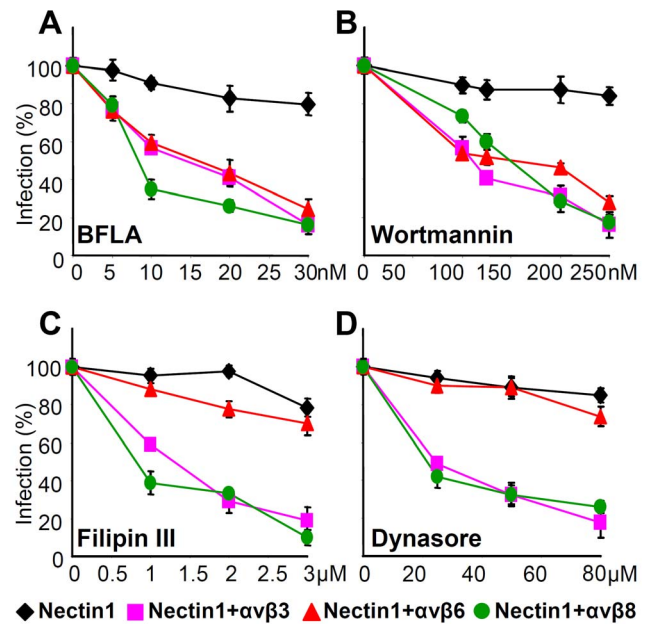 A
100
80
60
40
20
0
Infection (%)
BFLA
0 5 10 15 20 25 30nM
B
Wortmannin
0 50 100 150 200 250nM
C
100
80
60
40
20
0
Infection (%)
Filipin III
0 0.5 1 1.5 2 2.5 3µM
D
Dynasore
0 20 40 60 80µM
Nectin1 Nectin1+αvβ3 Nectin1+αvβ6 Nectin1+αvβ8